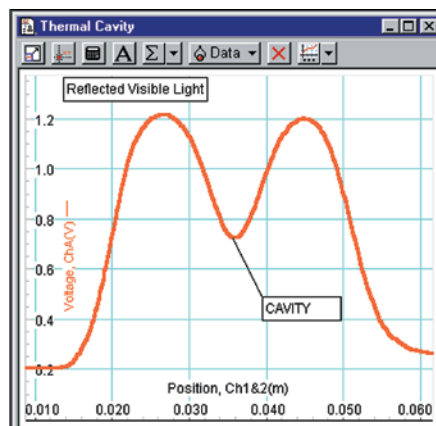 Thermal Cavity
A Σ Data
Reflected Visible Light
1.2
1.0
0.8
0.6
0.4
0.2
Voltage, ChA(V)
CAVITY
Position, Ch1&2(m)
0.010 0.020 0.030 0.040 0.050 0.060